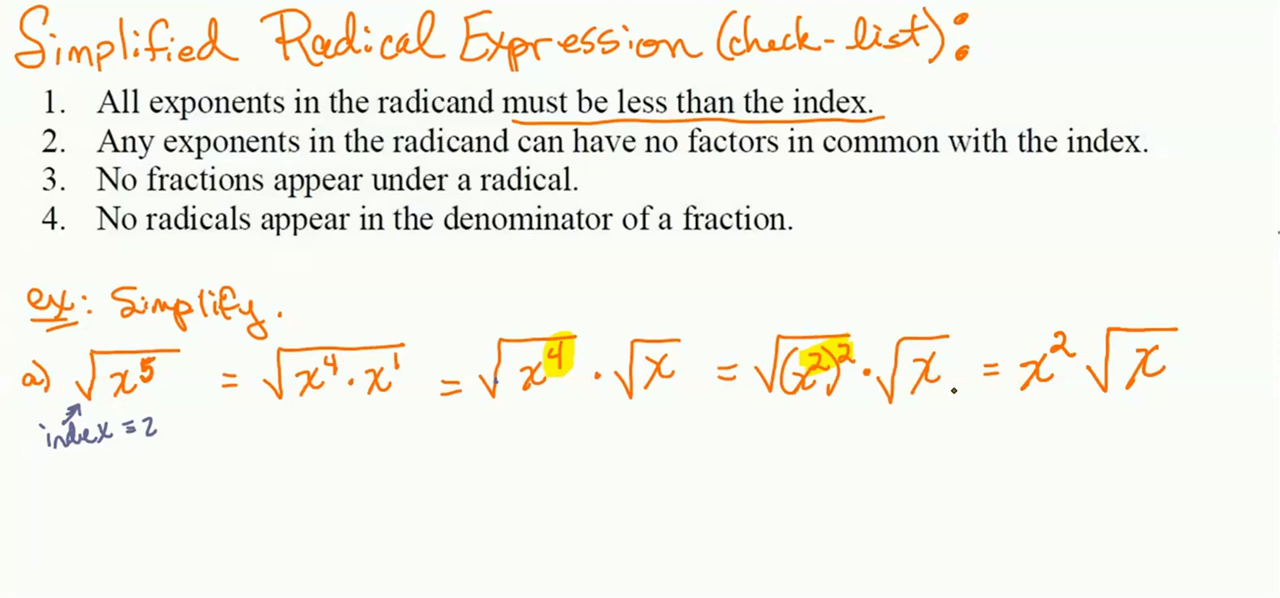 Simplified Radical Expression (check-list):
1. All exponents in the radicand must be less than the index.
2. Any exponents in the radicand can have no factors in common with the index.
3. No fractions appear under a radical.
4. No radicals appear in the denominator of a fraction.
ex: Simplify.
a) √x⁵ = √x⁴·x¹ = √x⁴ · √x = √(x²)² · √x = x² √x
index = 2